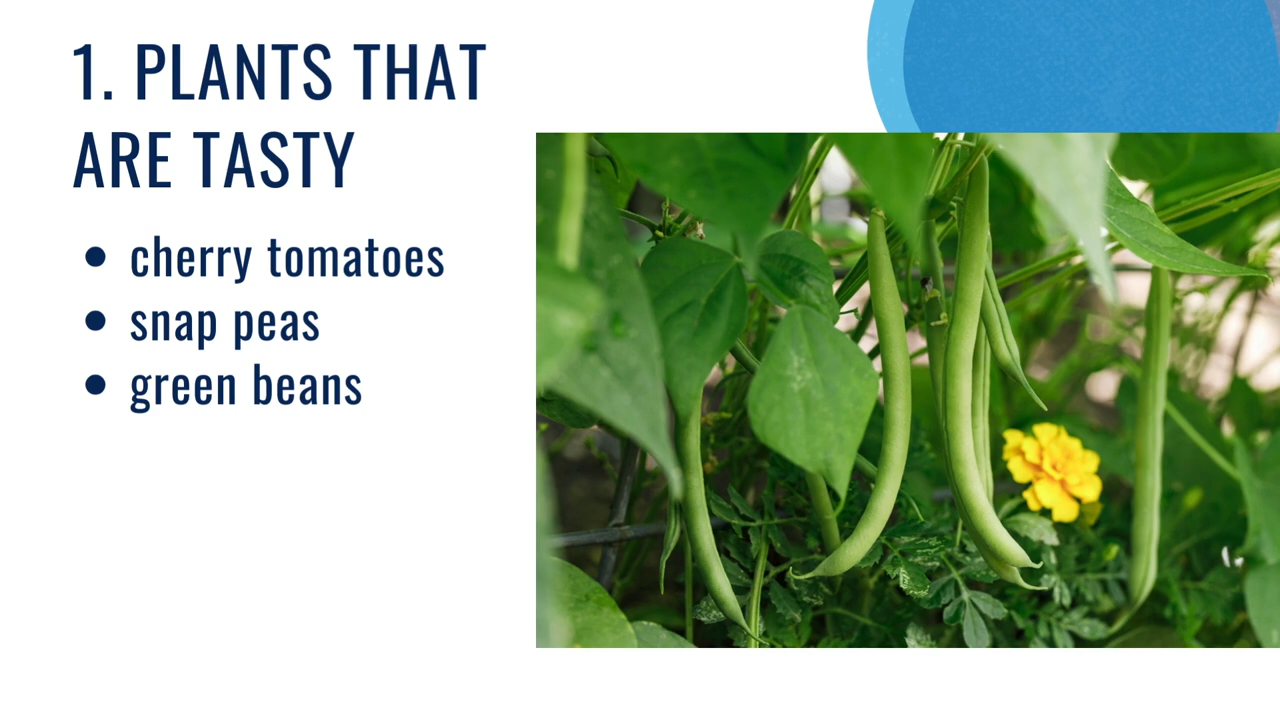 1. PLANTS THAT
ARE TASTY
• cherry tomatoes
• snap peas
• green beans